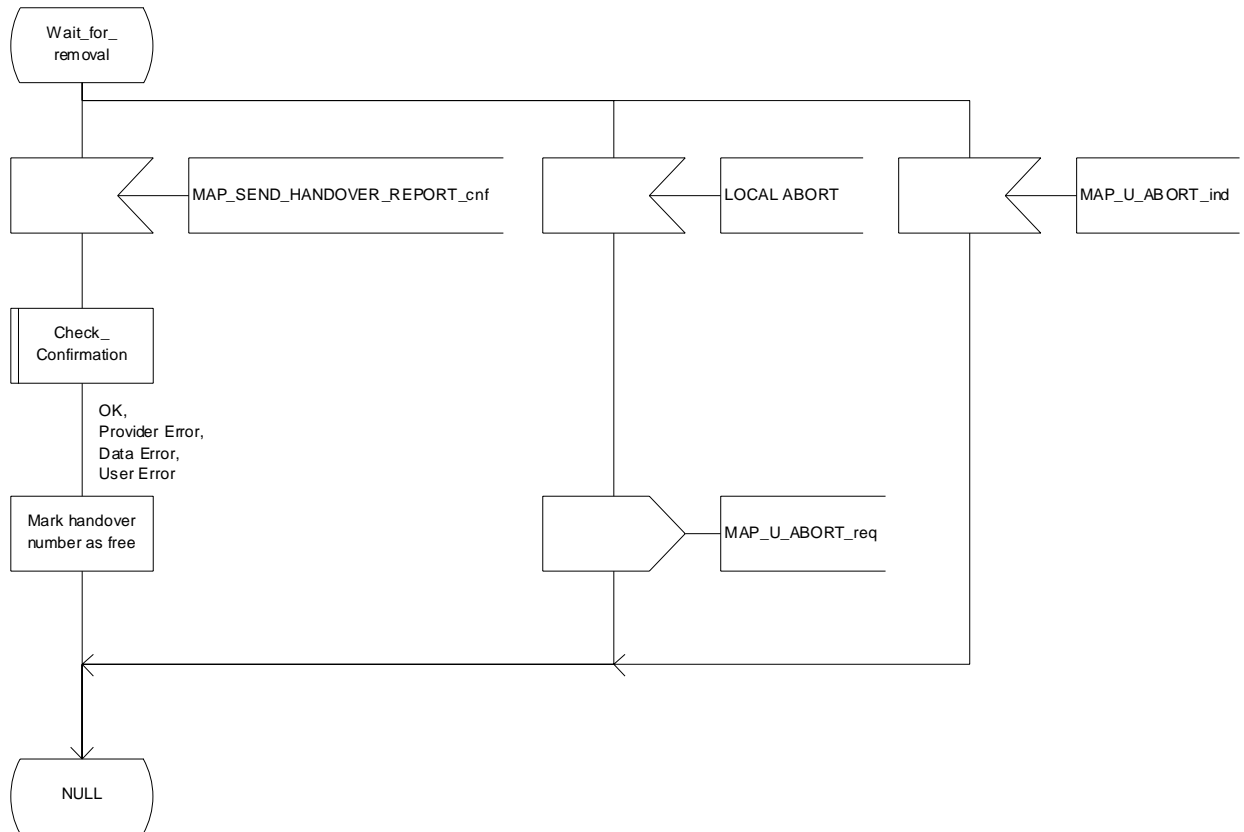 Wait_for_
removal
MAP_SEND_HANDOVER_REPORT_cnf
LOCAL ABORT
MAP_U_ABORT_ind
Check_
Confirmation
OK,
Provider Error,
Data Error,
User Error
Mark handover
number as free
MAP_U_ABORT_req
NULL